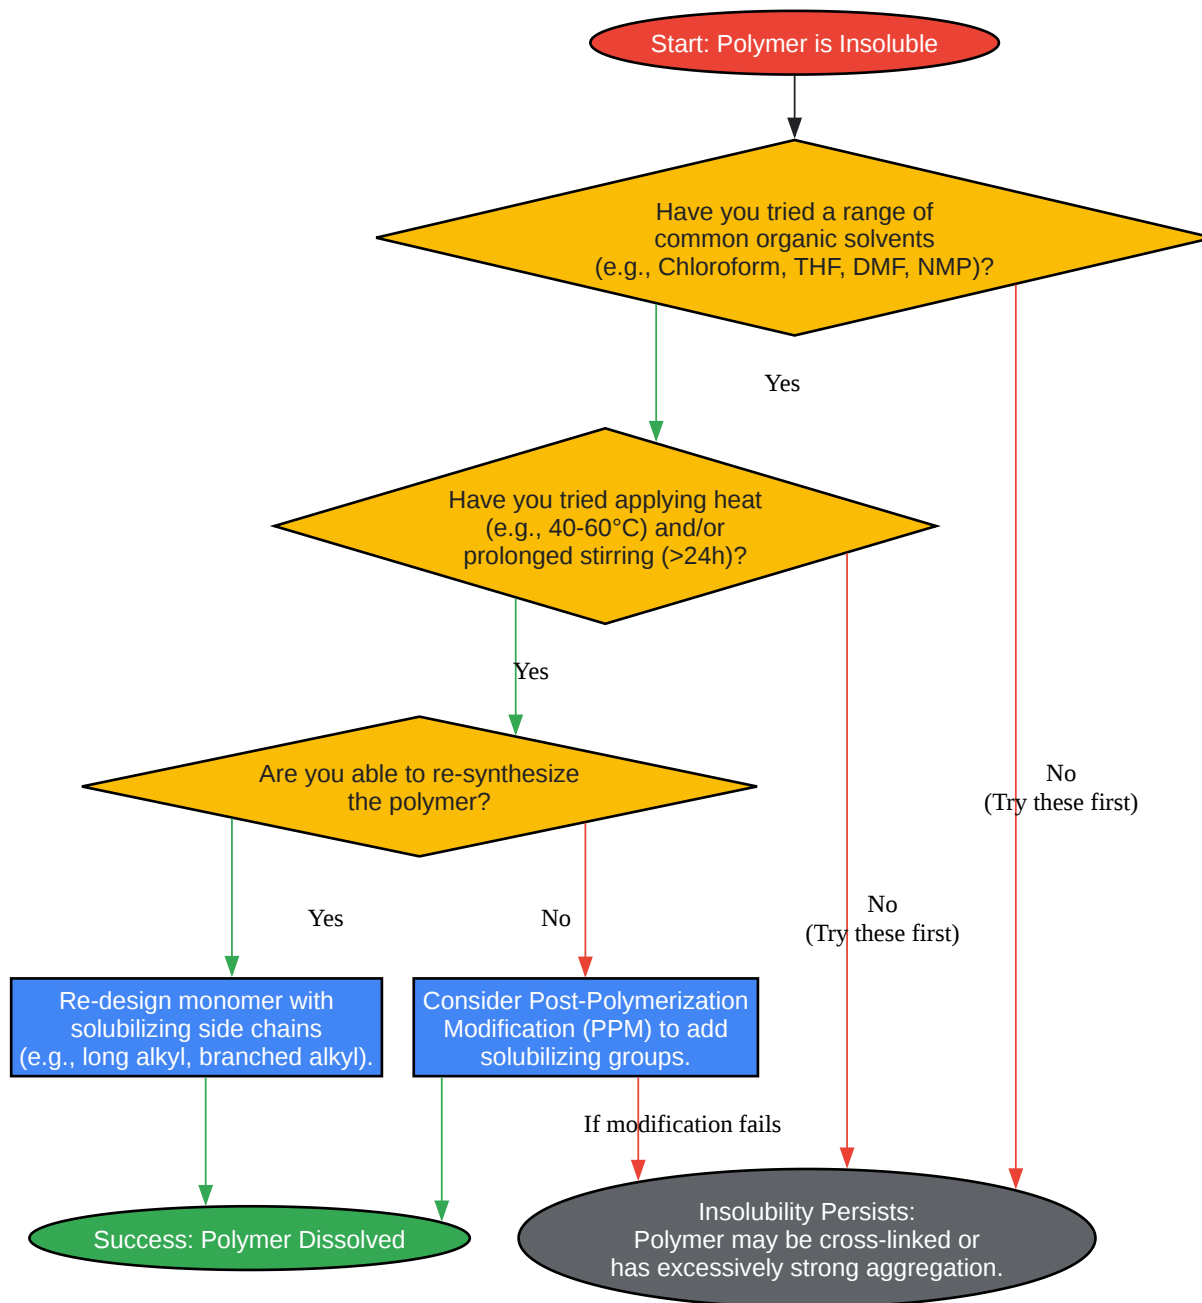 Start: Polymer is Insoluble
Have you tried a range of
common organic solvents
(e.g., Chloroform, THF, DMF, NMP)?
Yes
Have you tried applying heat
(e.g., 40-60°C) and/or
prolonged stirring (>24h)?
Yes
Are you able to re-synthesize
the polymer?
No
(Try these first)
No
(Try these first)
Yes
No
Re-design monomer with
solubilizing side chains
(e.g., long alkyl, branched alkyl).
Consider Post-Polymerization
Modification (PPM) to add
solubilizing groups.
If modification fails
Success: Polymer Dissolved
Insolubility Persists:
Polymer may be cross-linked or
has excessively strong aggregation.